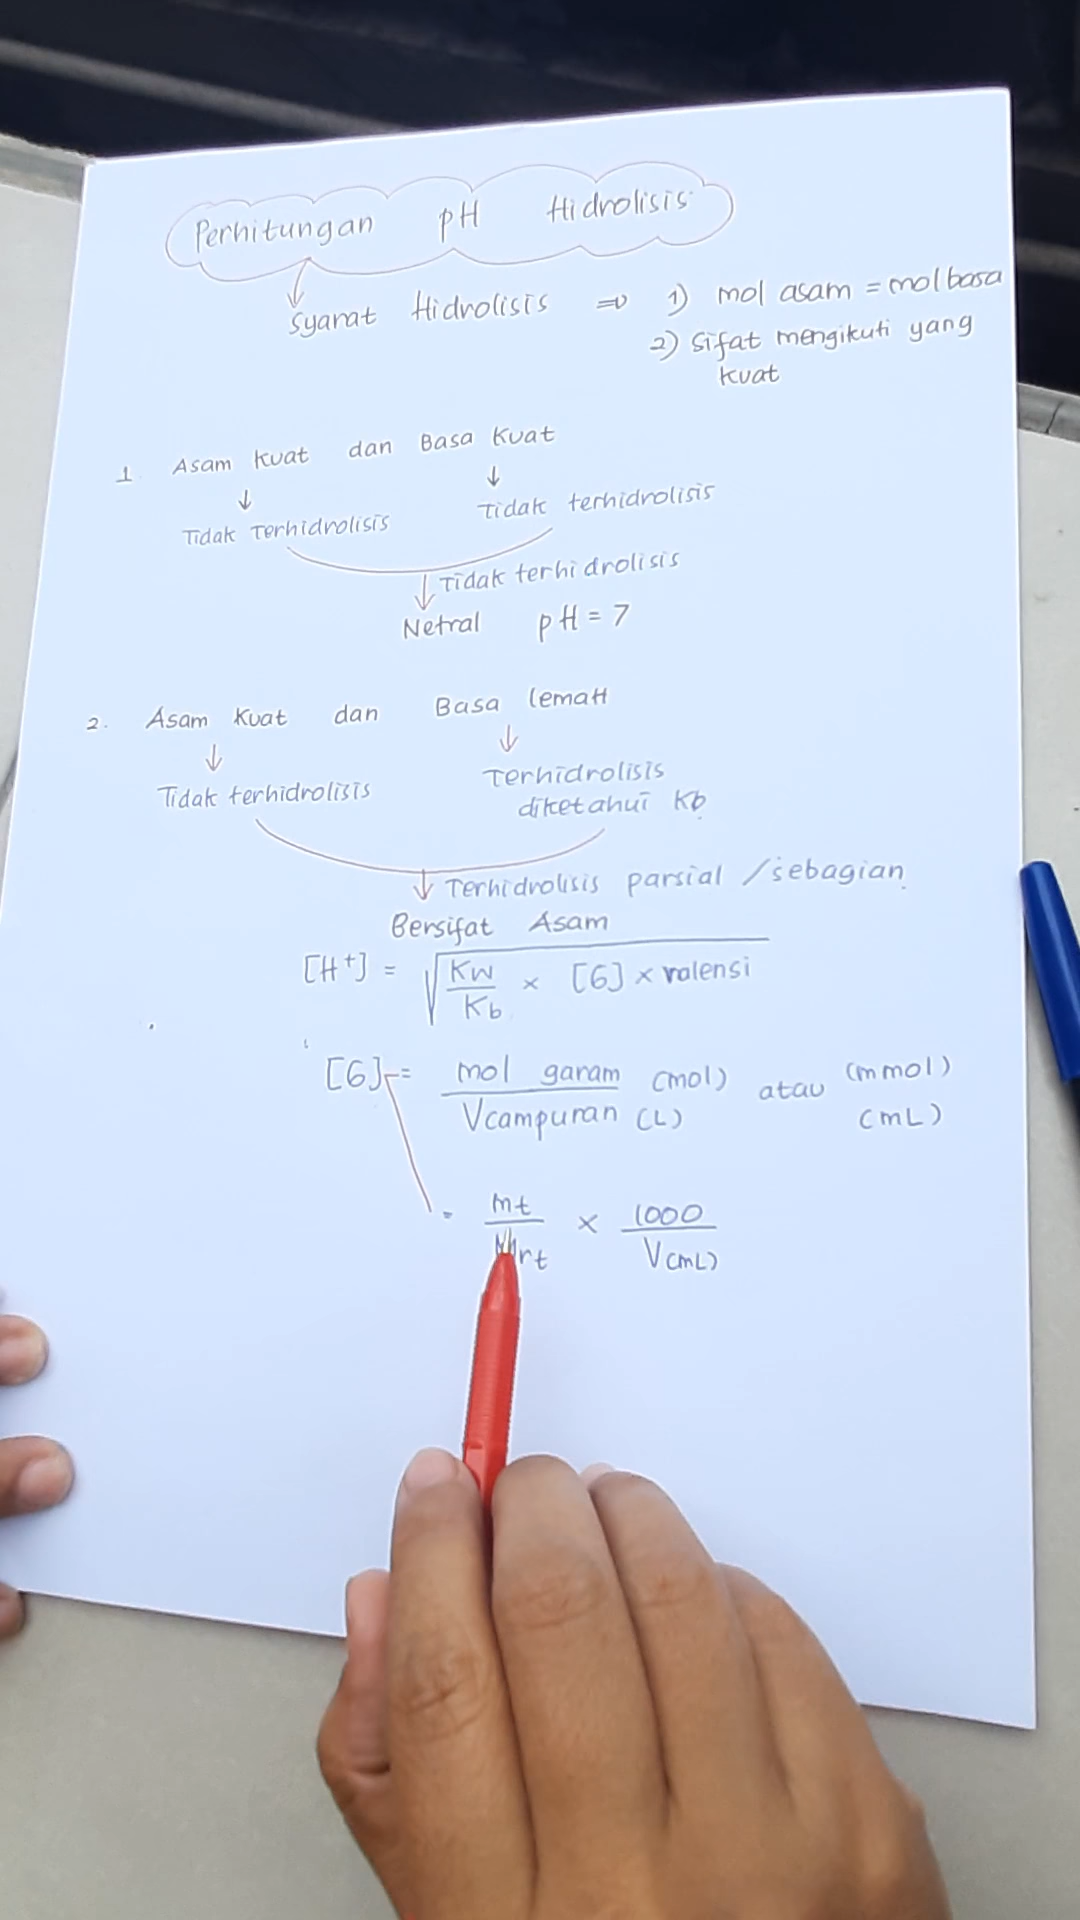 Perhitungan pH Hidrolisis
Syarat Hidrolisis ⇒ 1) mol asam = mol basa
2) Sifat mengikuti yang
kuat
1 Asam kuat dan Basa Kuat
↓ ↓
Tidak Terhidrolisis Tidak terhidrolisis
↓ Tidak terhidrolisis
Netral pH = 7
2. Asam Kuat dan Basa lemaH
↓ ↓
Tidak terhidrolisis Terhidrolisis
diketahui Kb
↓ Terhidrolisis parsial / sebagian
Bersifat Asam
[H⁺] = √ Kw/Kb × [G] × valensi
[G] = mol garam (mol) / Vcampuran (L) atau (mmol) / (mL)
= mt/Mrt × 1000/V(mL)